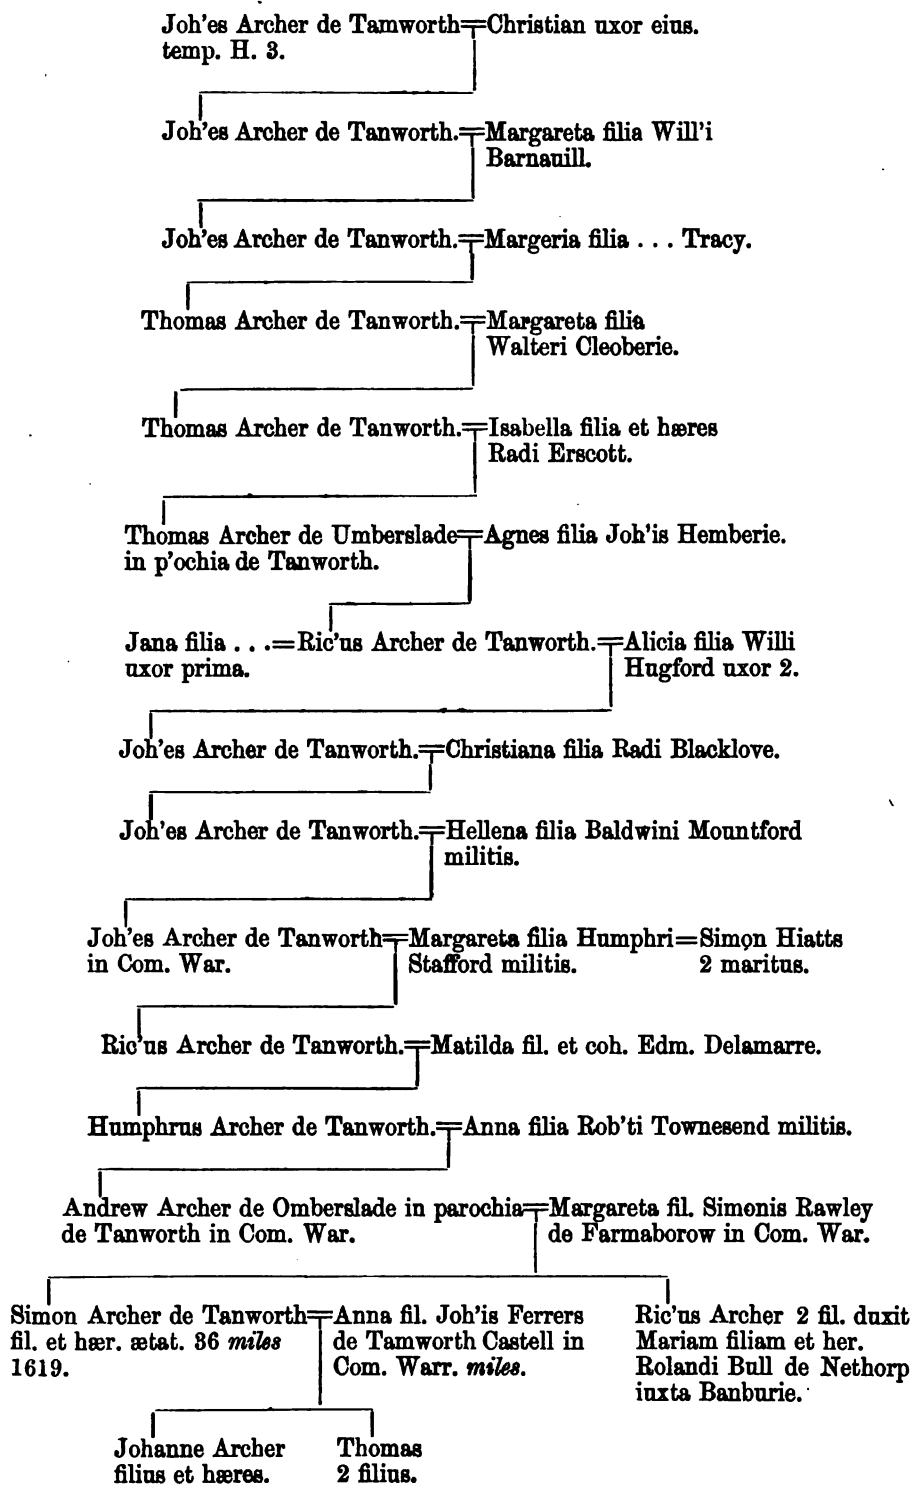 Joh'es Archer de Tamworth=Christian uxor eius.
temp. H. 3.
Joh'es Archer de Tanworth.=Margareta filia Will'i
Barnauill.
Joh'es Archer de Tanworth.=Margeria filia . . . Tracy.
Thomas Archer de Tanworth.=Margareta filia
Walteri Cleoberie.
Thomas Archer de Tanworth.=Isabella filia et hæres
Radi Erscott.
Thomas Archer de Umberslade=Agnes filia Joh'is Hemberie.
in p'ochia de Tanworth.
Jana filia . . .=Ric'us Archer de Tanworth.=Alicia filia Willi
uxor prima. Hugford uxor 2.
Joh'es Archer de Tanworth.=Christiana filia Radi Blacklove.
Joh'es Archer de Tanworth.=Hellena filia Baldwini Mountford
militis.
Joh'es Archer de Tanworth=Margareta filia Humphri=Simon Hiatts
in Com. War. Stafford militis. 2 maritus.
Ric'us Archer de Tanworth.=Matilda fil. et coh. Edm. Delamarre.
Humphrus Archer de Tanworth.=Anna filia Rob'ti Townesend militis.
Andrew Archer de Omberslade in parochia=Margareta fil. Simonis Rawley
de Tanworth in Com. War. de Farmaborow in Com. War.
Simon Archer de Tanworth=Anna fil. Joh'is Ferrers
fil. et hær. ætat. 36 miles de Tamworth Castell in
1619. Com. Warr. miles.
Ric'us Archer 2 fil. duxit
Mariam filiam et her.
Rolandi Bull de Nethorp
iuxta Banburie.
Johanne Archer
filius et hæres.
Thomas
2 filius.